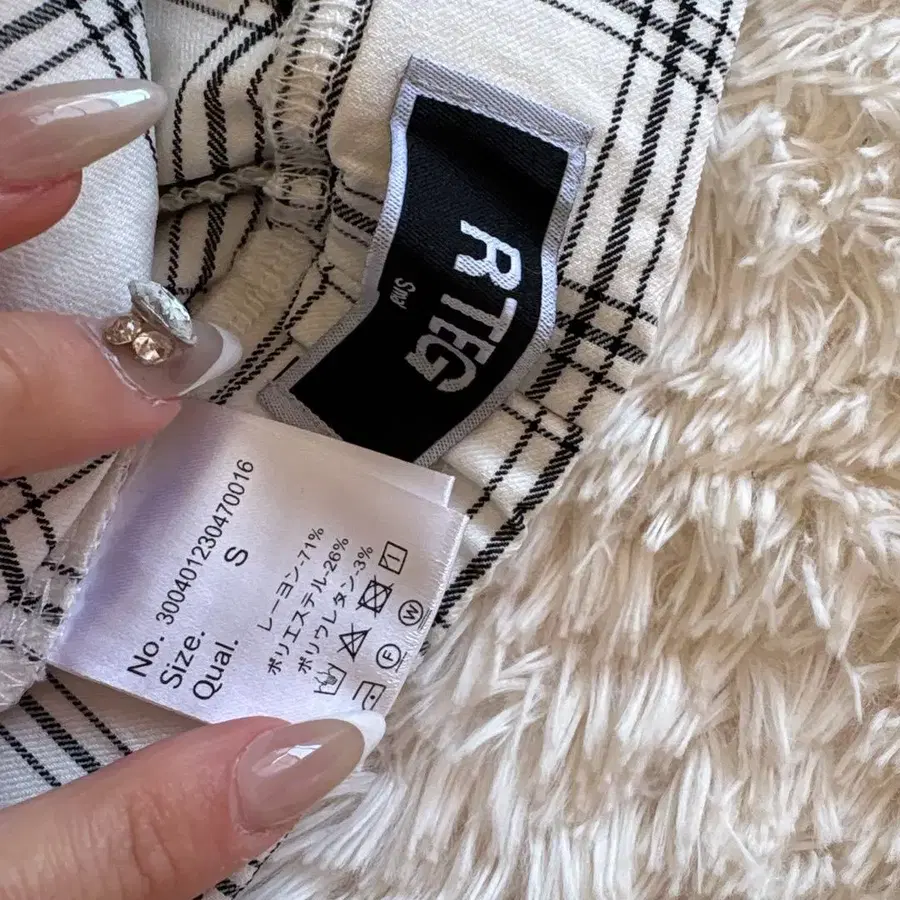 R
TEG
No. 300401230470016
Size. S
Qual.
レーヨン-71%
ポリエステル-26%
ポリウレタン-3%
F
W